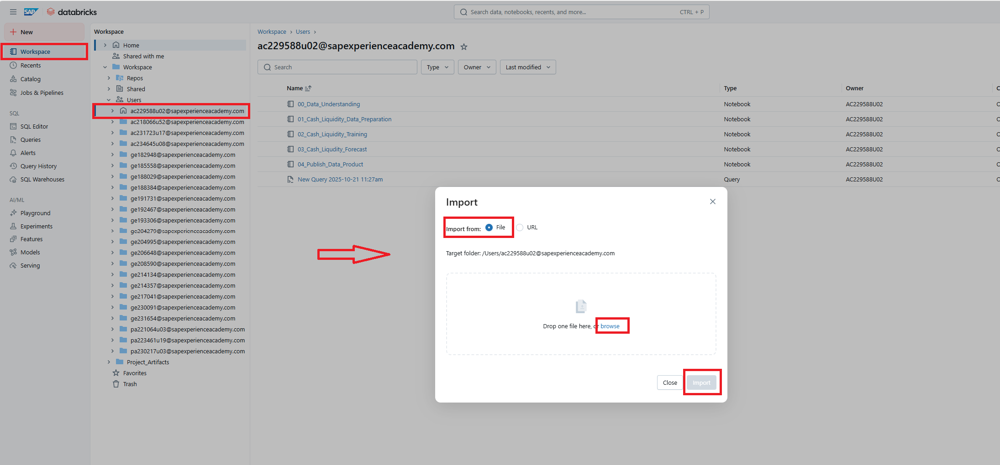 SAP databricks
Search data, notebooks, recents, and more... CTRL + P
New
Workspace
Recents
Catalog
Jobs & Pipelines
SQL
SQL Editor
Queries
Alerts
Query History
SQL Warehouses
AI/ML
Playground
Experiments
Features
Models
Serving
Workspace
Home
Shared with me
Workspace
Repos
Shared
Users
ac229588u02@sapexperienceacademy.com
ac218066u52@sapexperienceacademy.com
ac231723u17@sapexperienceacademy.com
ac234645u08@sapexperienceacademy.com
ge182948@sapexperienceacademy.com
ge185558@sapexperienceacademy.com
ge188029@sapexperienceacademy.com
ge188384@sapexperienceacademy.com
ge191731@sapexperienceacademy.com
ge192467@sapexperienceacademy.com
ge193306@sapexperienceacademy.com
ge204279@sapexperienceacademy.com
ge204995@sapexperienceacademy.com
ge206648@sapexperienceacademy.com
ge208590@sapexperienceacademy.com
ge214134@sapexperienceacademy.com
ge214357@sapexperienceacademy.com
ge217041@sapexperienceacademy.com
ge230091@sapexperienceacademy.com
ge231654@sapexperienceacademy.com
pa221064u03@sapexperienceacademy.com
pa223461u19@sapexperienceacademy.com
pa230217u03@sapexperienceacademy.com
Project_Artifacts
Favorites
Trash
Workspace › Users ›
ac229588u02@sapexperienceacademy.com
Search Type Owner Last modified
Name Type Owner C
00_Data_Understanding Notebook AC229588U02
01_Cash_Liquidity_Data_Preparation Notebook AC229588U02
02_Cash_Liquidity_Training Notebook AC229588U02
03_Cash_Liqudity_Forecast Notebook AC229588U02
04_Publish_Data_Product Notebook AC229588U02
New Query 2025-10-21 11:27am Query AC229588U02
Import
Import from: File URL
Target folder: /Users/ac229588u02@sapexperienceacademy.com
Drop one file here, or browse
Close Import